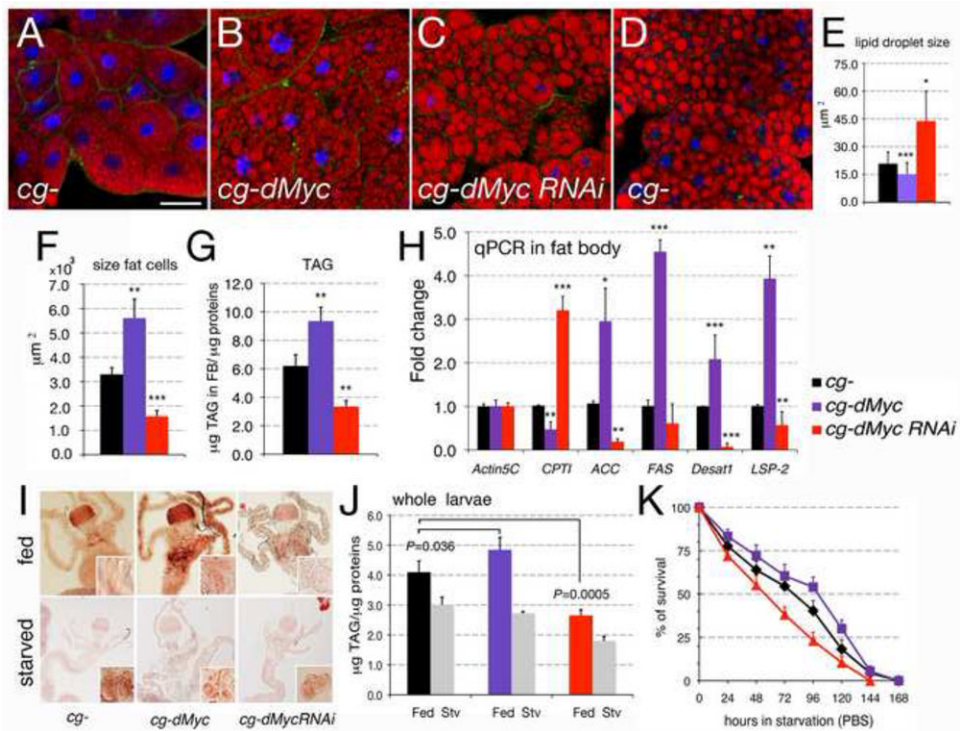 A
cg-
B
cg-dMyc
C
cg-dMyc RNAi
D
cg-
E
lipid droplet size
75.0
60.0
45.0
30.0
15.0
0.0
μm²
***
*
F
size fat cells
×10³
7.0
6.0
5.0
4.0
3.0
2.0
1.0
0.0
μm²
**
***
G
TAG
12.0
10.0
8.0
6.0
4.0
2.0
0.0
μg TAG in FB/μg proteins
**
**
H
qPCR in fat body
5.0
4.0
3.0
2.0
1.0
0.0
Fold change
**
***
*
**
***
***
***
**
**
Actin5C CPTI ACC FAS Desat1 LSP-2
cg-
cg-dMyc
cg-dMyc RNAi
I
fed
starved
cg- cg-dMyc cg-dMycRNAi
J
whole larvae
6.0
5.0
4.0
3.0
2.0
1.0
0.0
μg TAG/μg proteins
P=0.036
P=0.0005
Fed Stv Fed Stv Fed Stv
K
100
75
50
25
0
% of survival
0 24 48 72 96 120 144 168
hours in starvation (PBS)